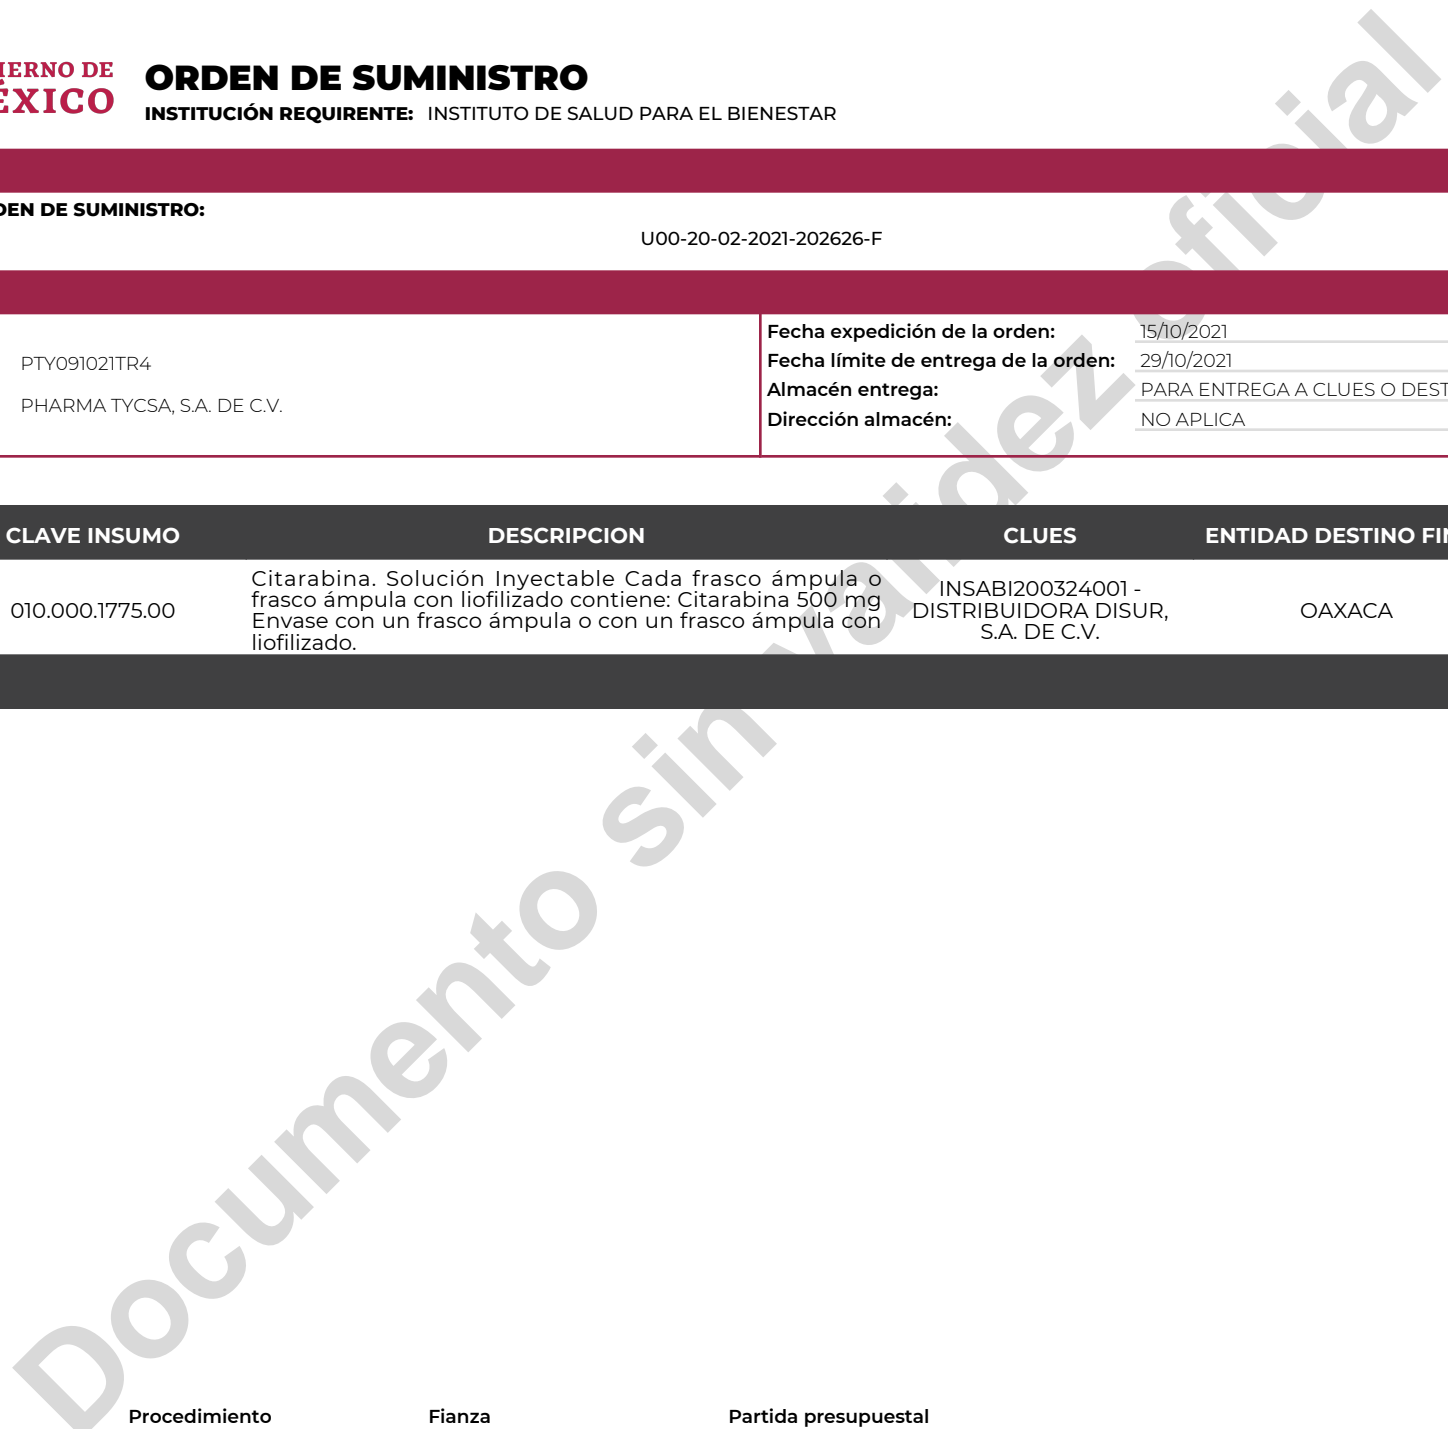 IERNO DE
ÉXICO
ORDEN DE SUMINISTRO
INSTITUCIÓN REQUIRENTE: INSTITUTO DE SALUD PARA EL BIENESTAR
DEN DE SUMINISTRO:
U00-20-02-2021-202626-F
PTY091021TR4
PHARMA TYCSA, S.A. DE C.V.
Fecha expedición de la orden: 15/10/2021
Fecha límite de entrega de la orden: 29/10/2021
Almacén entrega: PARA ENTREGA A CLUES O DEST
Dirección almacén: NO APLICA
CLAVE INSUMO DESCRIPCION CLUES ENTIDAD DESTINO FIN
010.000.1775.00
Citarabina. Solución Inyectable Cada frasco ámpula o
frasco ámpula con liofilizado contiene: Citarabina 500 mg
Envase con un frasco ámpula o con un frasco ámpula con
liofilizado.
INSABI200324001 -
DISTRIBUIDORA DISUR,
S.A. DE C.V.
OAXACA
Documento sin validez oficial
Procedimiento Fianza Partida presupuestal